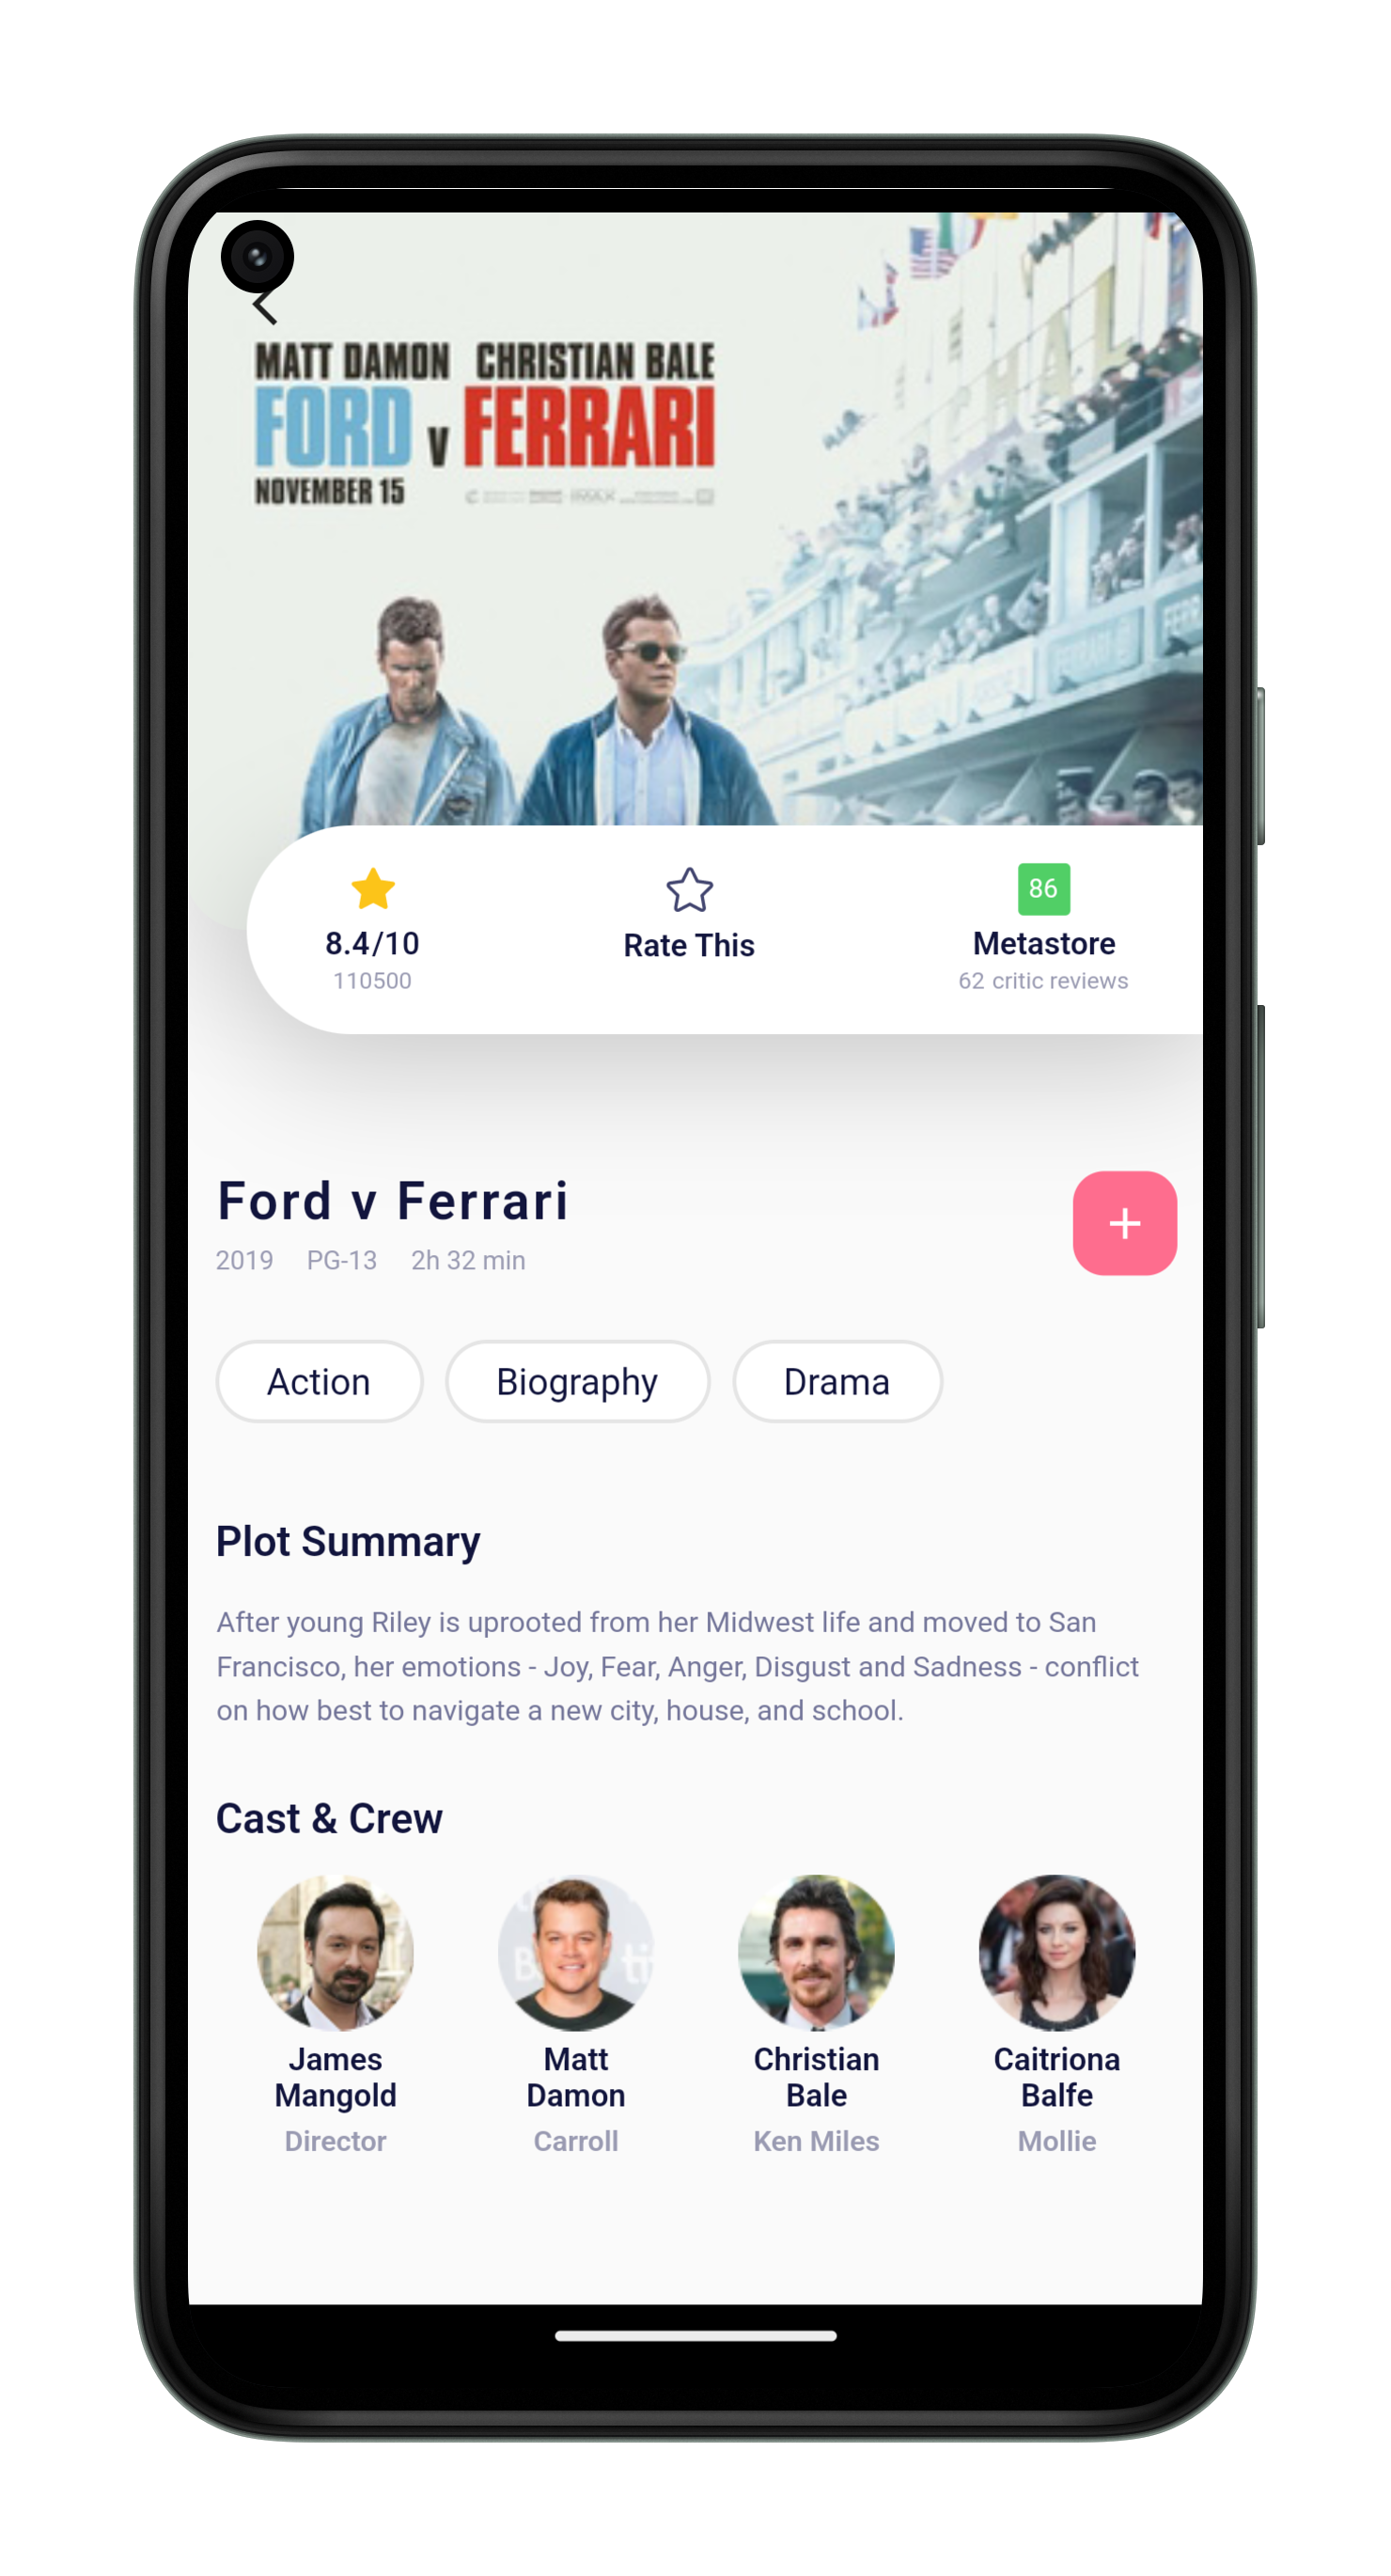 MATT DAMON CHRISTIAN BALE
FORD v FERRARI
NOVEMBER 15
IMAX
FERRARI
FERR
8.4/10
110500
Rate This
86
Metastore
62 critic reviews
Ford v Ferrari
2019 PG-13 2h 32 min
Action Biography Drama
Plot Summary
After young Riley is uprooted from her Midwest life and moved to San
Francisco, her emotions - Joy, Fear, Anger, Disgust and Sadness - conflict
on how best to navigate a new city, house, and school.
Cast & Crew
James
Mangold
Director
Matt
Damon
Carroll
Christian
Bale
Ken Miles
Caitriona
Balfe
Mollie